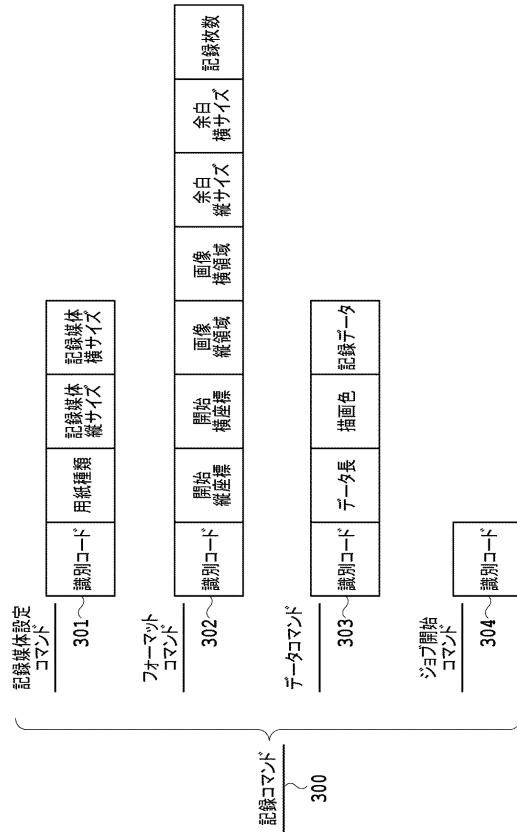 記録コマンド
300
記録媒体設定
コマンド
301
識別コード
用紙種類
記録媒体
縦サイズ
記録媒体
横サイズ
フォーマット
コマンド
302
識別コード
開始
縦座標
開始
横座標
画像
縦領域
画像
横領域
余白
縦サイズ
余白
横サイズ
記録枚数
データコマンド
303
識別コード
データ長
描画色
記録データ
ジョブ開始
コマンド
304
識別コード